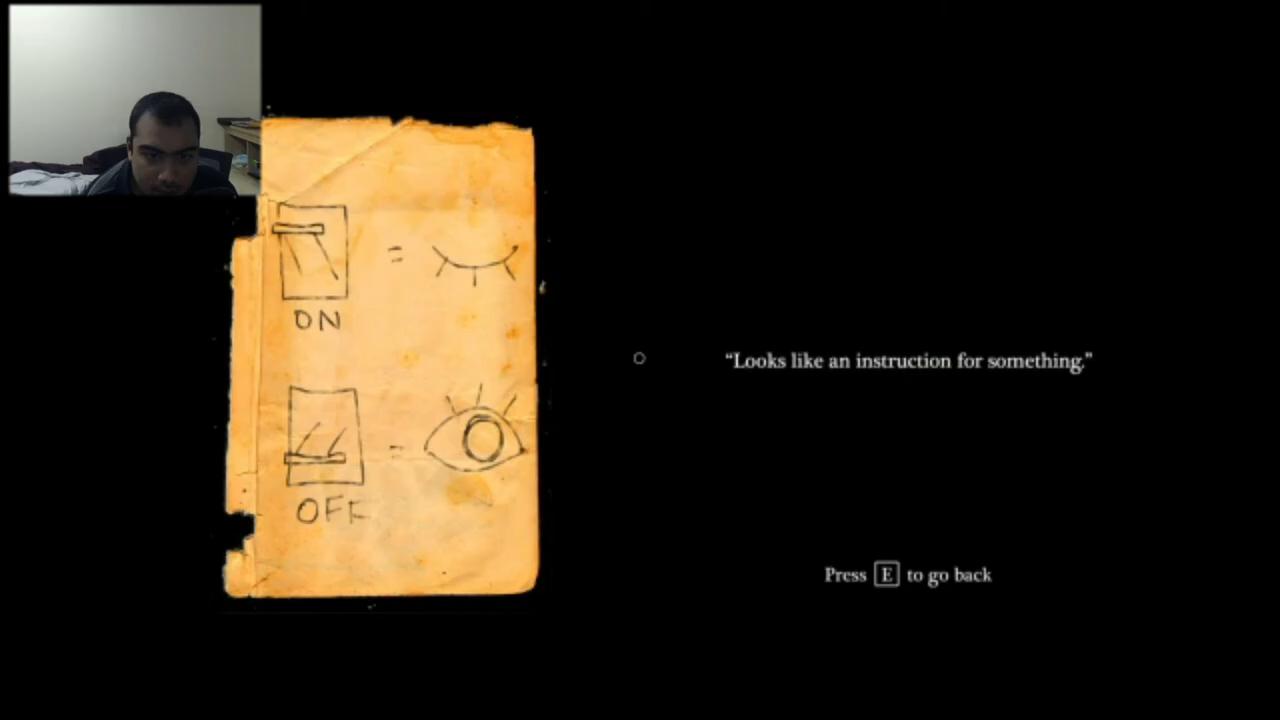 ON
OFF
“Looks like an instruction for something.”
Press E to go back